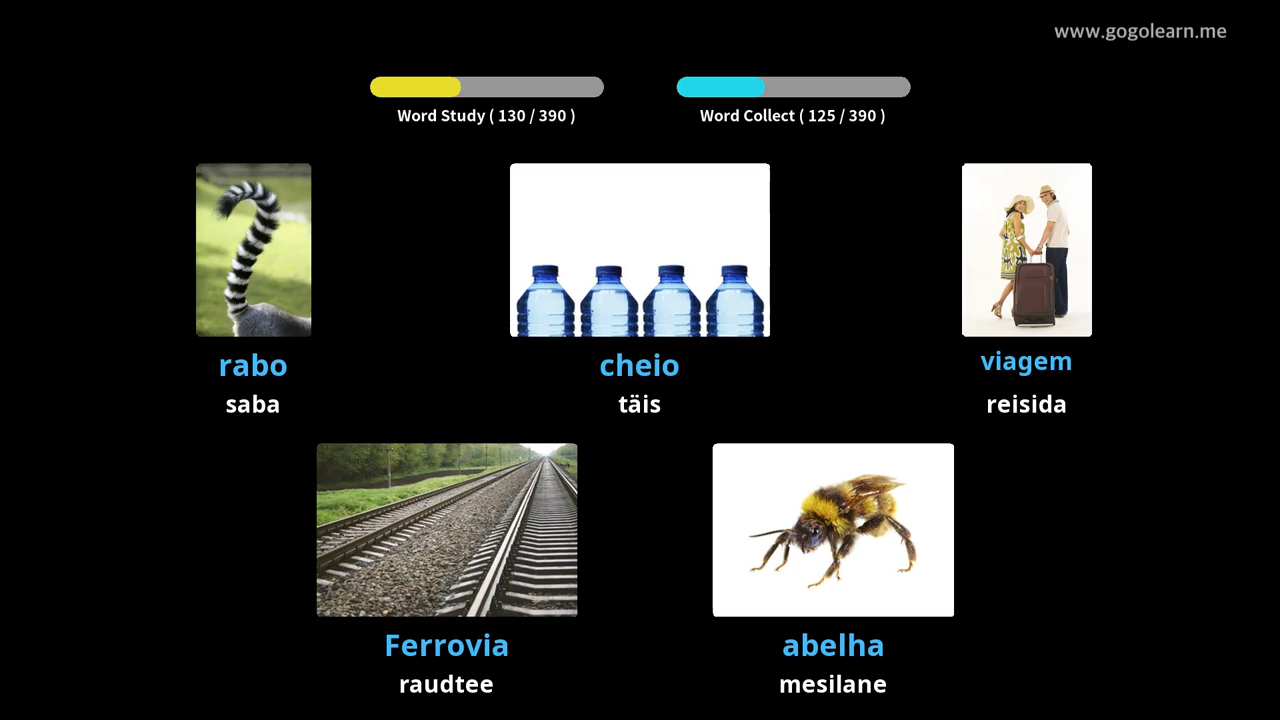 www.gogolearn.me
Word Study ( 130 / 390 )
Word Collect ( 125 / 390 )
rabo
saba
cheio
täis
viagem
reisida
Ferrovia
raudtee
abelha
mesilane